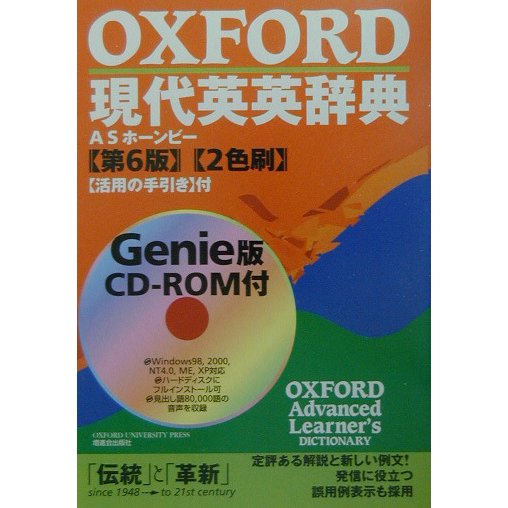 OXFORD
現代英英辞典
A S ホーンビー
【第6版】【2色刷】
【活用の手引き】付
Genie版
CD-ROM付
Windows98, 2000,
NT4.0, ME, XP対応
ハードディスクに
フルインストール可
見出し語80,000語の
音声を収録
OXFORD
Advanced
Learner's
DICTIONARY
OXFORD UNIVERSITY PRESS
増進会出版社
「伝統」と「革新」
since 1948 → to 21st century
定評ある解説と新しい例文!
発信に役立つ
誤用例表示も採用